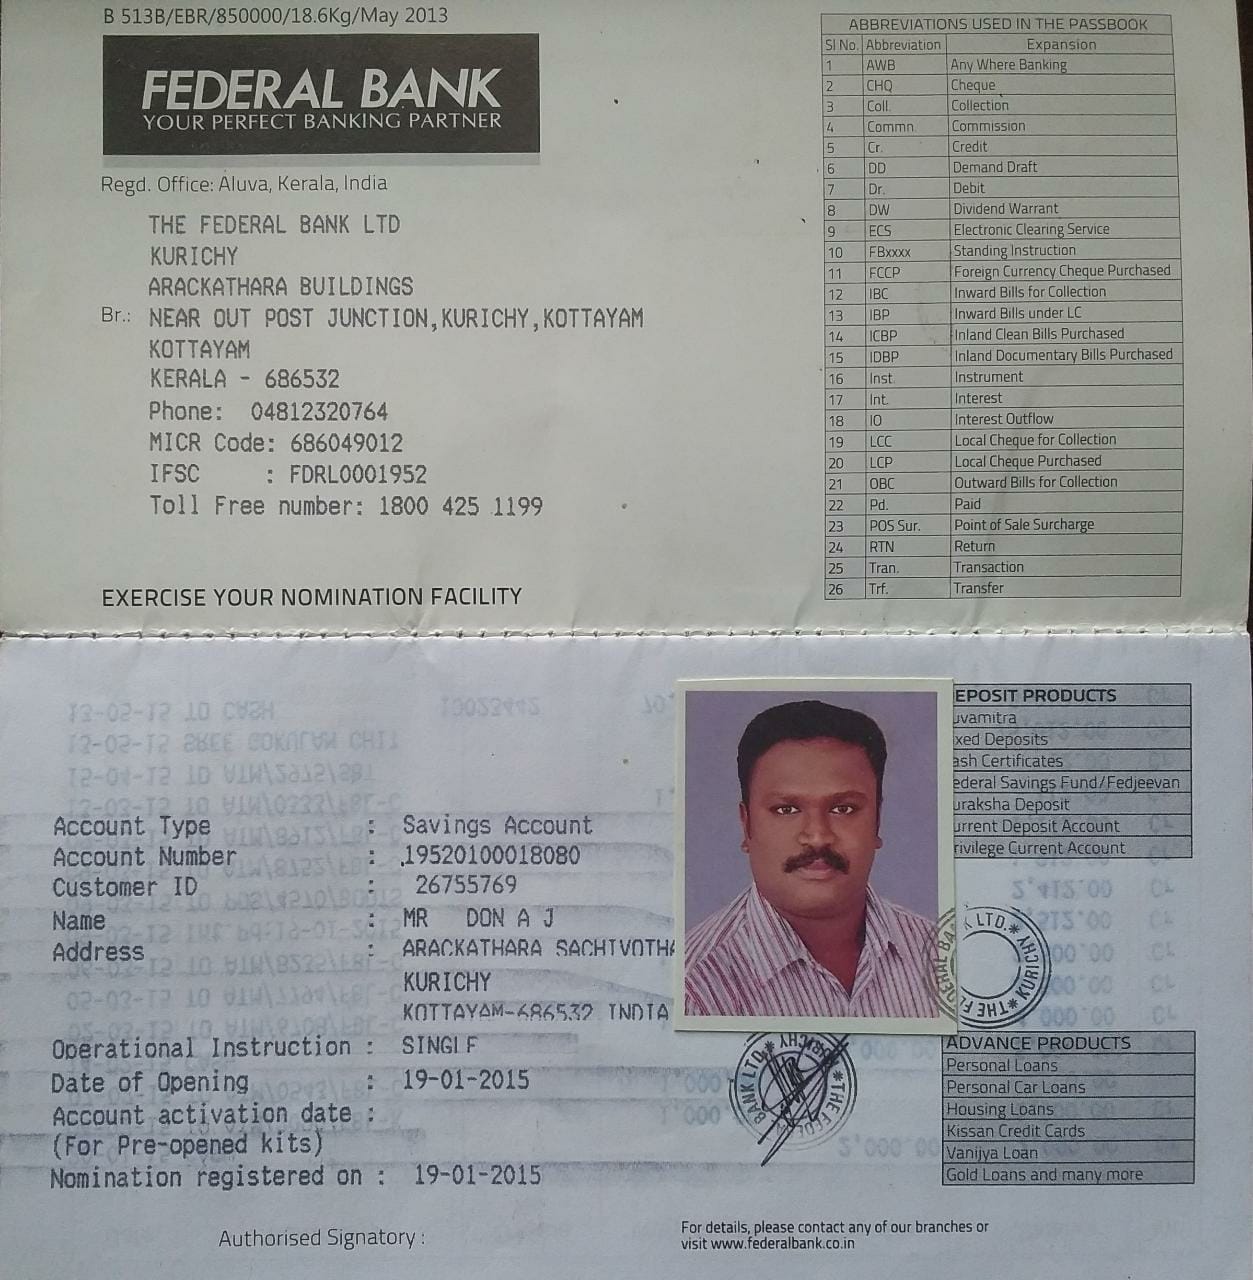 B 513B/EBR/850000/18.6Kg/May 2013
FEDERAL BANK
YOUR PERFECT BANKING PARTNER
Regd. Office: Aluva, Kerala, India
THE FEDERAL BANK LTD
KURICHY
ARACKATHARA BUILDINGS
Br.: NEAR OUT POST JUNCTION,KURICHY,KOTTAYAM
KOTTAYAM
KERALA - 686532
Phone: 04812320764
MICR Code: 686049012
IFSC : FDRL0001952
Toll Free number: 1800 425 1199
EXERCISE YOUR NOMINATION FACILITY
ABBREVIATIONS USED IN THE PASSBOOK
Sl No. Abbreviation Expansion
1 AWB Any Where Banking
2 CHQ Cheque
3 Coll. Collection
4 Commn. Commission
5 Cr. Credit
6 DD Demand Draft
7 Dr. Debit
8 DW Dividend Warrant
9 ECS Electronic Clearing Service
10 FBxxxx Standing Instruction
11 FCCP Foreign Currency Cheque Purchased
12 IBC Inward Bills for Collection
13 IBP Inward Bills under LC
14 ICBP Inland Clean Bills Purchased
15 IDBP Inland Documentary Bills Purchased
16 Inst. Instrument
17 Int. Interest
18 IO Interest Outflow
19 LCC Local Cheque for Collection
20 LCP Local Cheque Purchased
21 OBC Outward Bills for Collection
22 Pd. Paid
23 POS Sur. Point of Sale Surcharge
24 RTN Return
25 Tran. Transaction
26 Trf. Transfer
Account Type : Savings Account
Account Number : 19520100018080
Customer ID : 26755769
Name : MR DON A J
Address : ARACKATHARA SACHIVOTHA
KURICHY
KOTTAYAM-686532 INDIA
Operational Instruction : SINGLE
Date of Opening : 19-01-2015
Account activation date :
(For Pre-opened kits)
Nomination registered on : 19-01-2015
Authorised Signatory :
EPOSIT PRODUCTS
uvamitra
xed Deposits
ash Certificates
ederal Savings Fund/Fedjeevan
uraksha Deposit
urrent Deposit Account
rivilege Current Account
* THE FEDERAL BANK LTD. * KURICHY
* THE FEDE BANK LTD. * KURICHY
ADVANCE PRODUCTS
Personal Loans
Personal Car Loans
Housing Loans
Kissan Credit Cards
Vanijya Loan
Gold Loans and many more
For details, please contact any of our branches or
visit www.federalbank.co.in